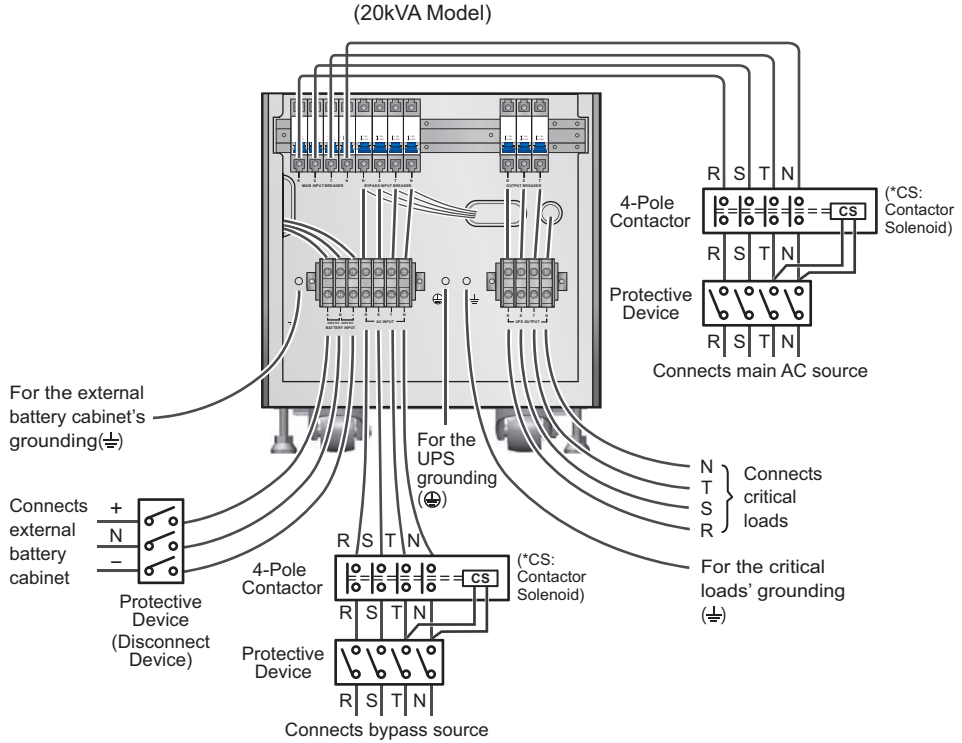 (20kVA Model)
R S T N
MAIN INPUT BREAKER
R S T N
BYPASS INPUT BREAKER
R S T
OUTPUT BREAKER
R S T N
4-Pole
Contactor
CS
(*CS:
Contactor
Solenoid)
R S T N
Protective
Device
R S T N
Connects main AC source
BATTERY INPUT
R S T N
AC INPUT
R S T N
UPS OUTPUT
For the external
battery cabinet's
grounding( )
For the
UPS
grounding
( )
N
T
S
R
Connects
critical
loads
For the critical
loads' grounding
( )
Connects
external
battery
cabinet
+
N
–
Protective
Device
(Disconnect
Device)
R S T N
4-Pole
Contactor
CS
(*CS:
Contactor
Solenoid)
R S T N
Protective
Device
R S T N
Connects bypass source